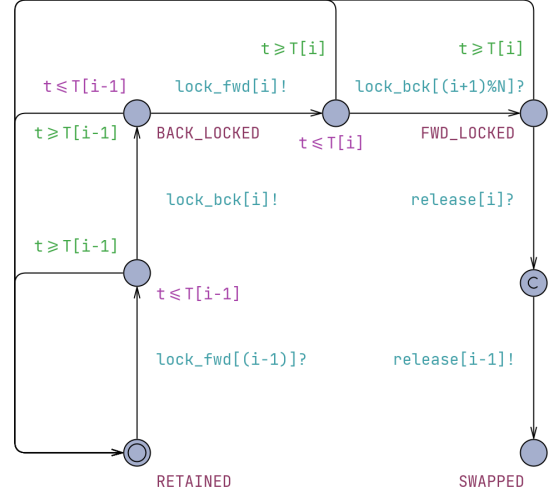 t⩾T[i] t⩾T[i]
t⩽T[i-1] lock_fwd[i]! lock_bck[(i+1)%N]?
t⩾T[i-1] BACK_LOCKED FWD_LOCKED
t⩽T[i]
lock_bck[i]! release[i]?
t⩾T[i-1]
C
t⩽T[i-1]
lock_fwd[(i-1)]? release[i-1]!
RETAINED SWAPPED